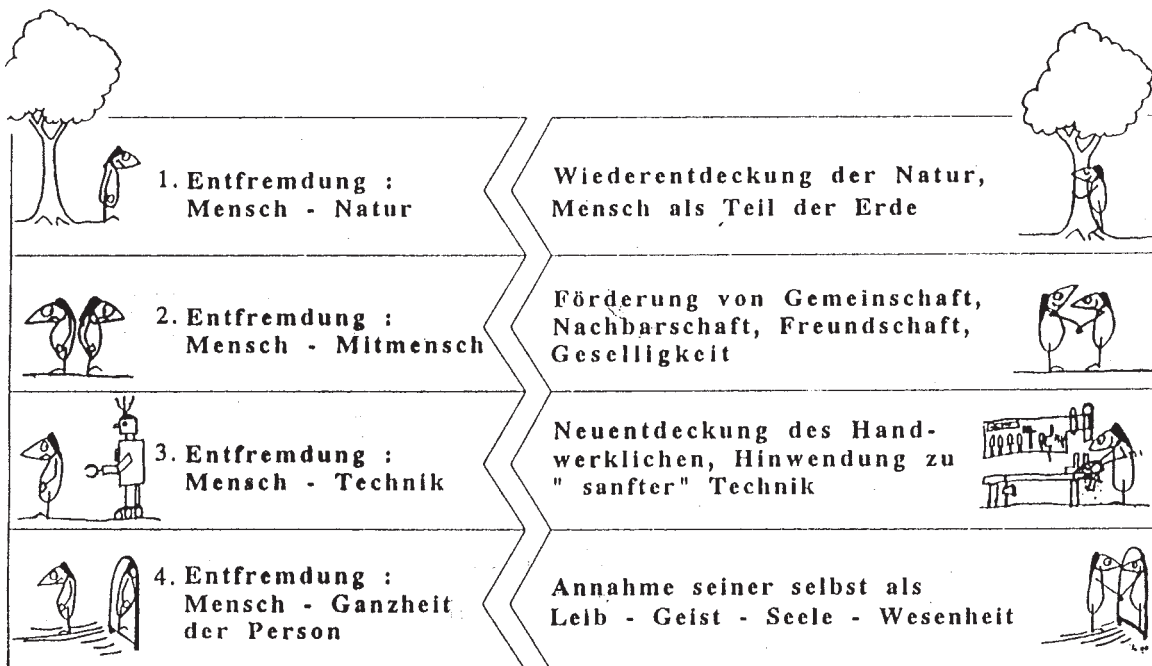 1. Entfremdung :
Mensch - Natur
Wiederentdeckung der Natur,
Mensch als Teil der Erde
2. Entfremdung :
Mensch - Mitmensch
Förderung von Gemeinschaft,
Nachbarschaft, Freundschaft,
Geselligkeit
3. Entfremdung :
Mensch - Technik
Neuentdeckung des Hand-
werklichen, Hinwendung zu
" sanfter" Technik
4. Entfremdung :
Mensch - Ganzheit
der Person
Annahme seiner selbst als
Leib - Geist - Seele - Wesenheit